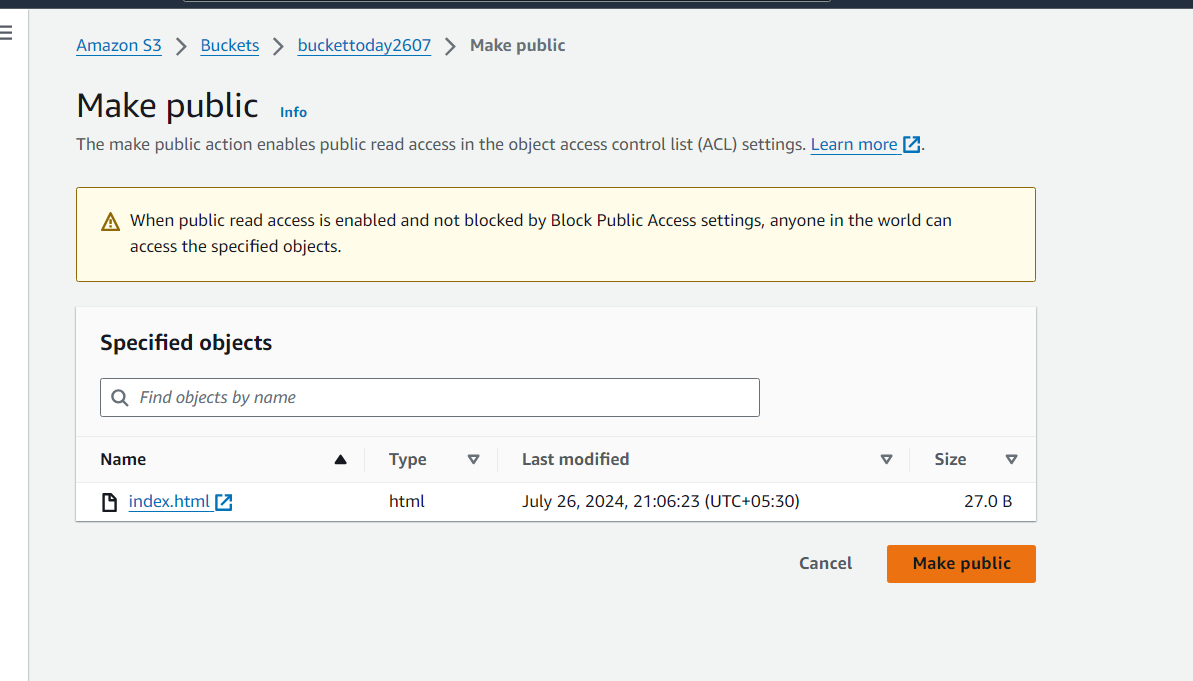 Amazon S3 > Buckets > buckettoday2607 > Make public
Make public Info
The make public action enables public read access in the object access control list (ACL) settings. Learn more.
When public read access is enabled and not blocked by Block Public Access settings, anyone in the world can
access the specified objects.
Specified objects
Find objects by name
Name Type Last modified Size
index.html html July 26, 2024, 21:06:23 (UTC+05:30) 27.0 B
Cancel Make public